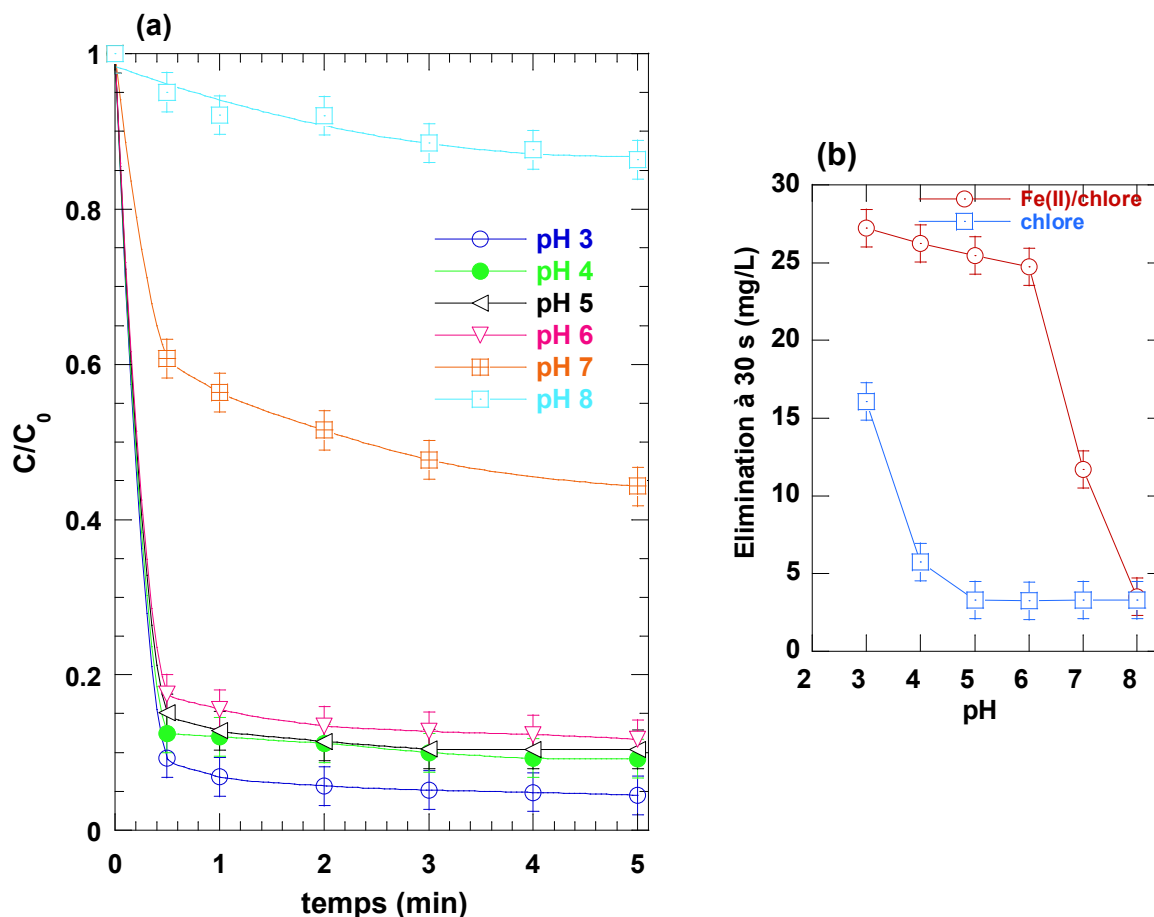 (a)
1
0.8
0.6
0.4
0.2
0
C/C0
0 1 2 3 4 5
temps (min)
pH 3
pH 4
pH 5
pH 6
pH 7
pH 8
(b)
30
25
20
15
10
5
0
Elimination à 30 s (mg/L)
2 3 4 5 6 7 8
pH
Fe(II)/chlore
chlore